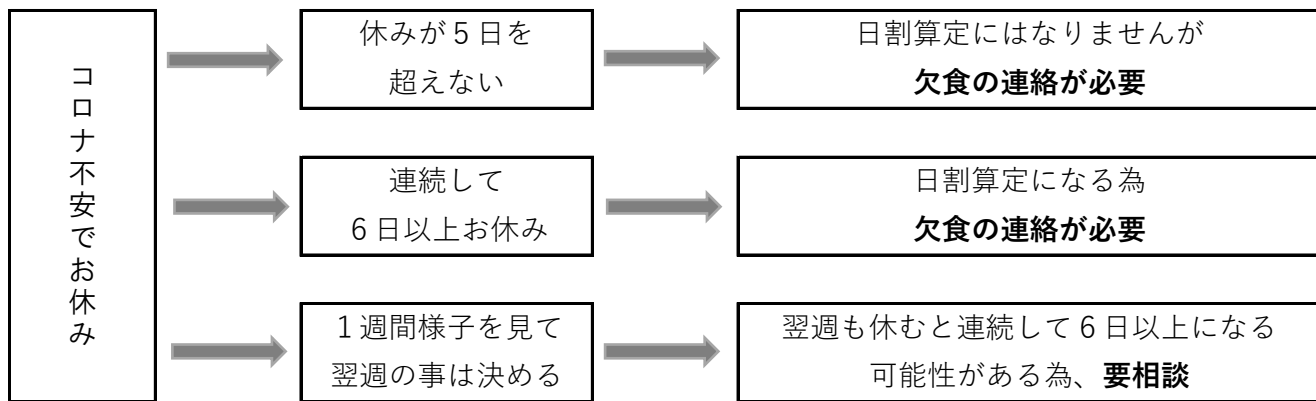 コロナ不安でお休み
休みが５日を
超えない
日割算定にはなりませんが
欠食の連絡が必要
連続して
６日以上お休み
日割算定になる為
欠食の連絡が必要
１週間様子を見て
翌週の事は決める
翌週も休むと連続して６日以上になる
可能性がある為、要相談